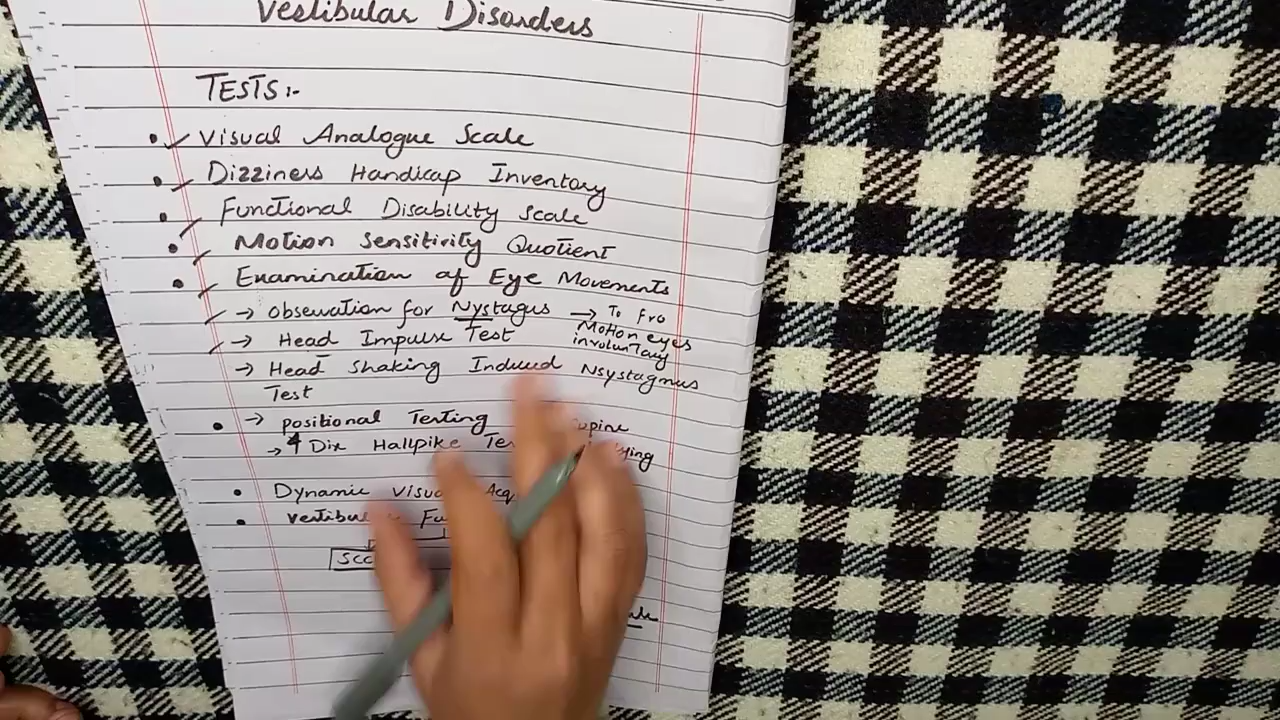 Vestibular Disorders
TESTS:-
Visual Analogue Scale
Dizziness Handicap Inventory
Functional Disability Scale
Motion Sensitivity Quotient
Examination of Eye Movements
→ Observation for Nystagus → To fro
Motion eyes
involuntary
→ Head Impulse Test
→ Head Shaking Induced Nsystagmus
Test
→ positional Testing
→ Dix Hallpike
Dynamic